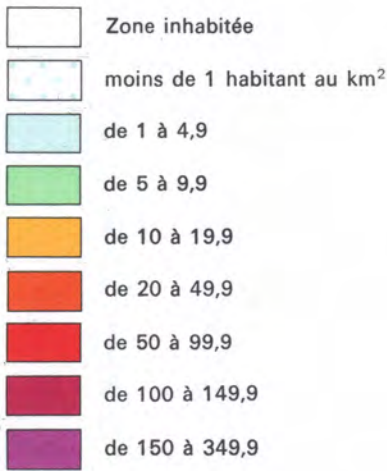 Zone inhabitée
moins de 1 habitant au km²
de 1 à 4,9
de 5 à 9,9
de 10 à 19,9
de 20 à 49,9
de 50 à 99,9
de 100 à 149,9
de 150 à 349,9